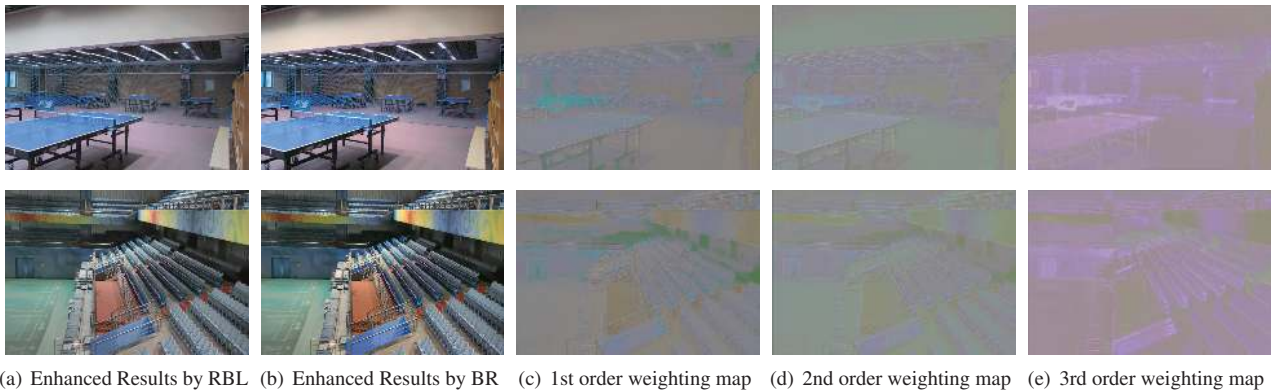 (a) Enhanced Results by RBL (b) Enhanced Results by BR (c) 1st order weighting map (d) 2nd order weighting map (e) 3rd order weighting map